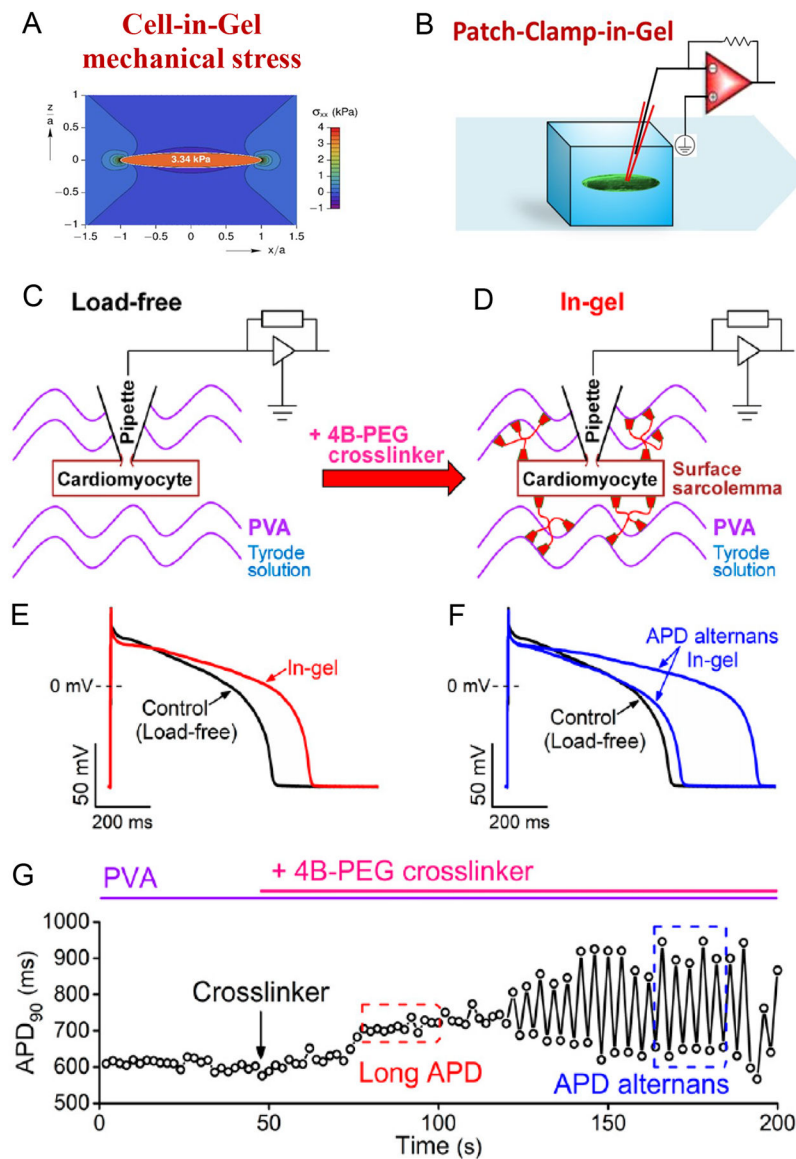 A
Cell-in-Gel
mechanical stress
z
a
1
0.5
0
−0.5
−1
−1.5
−1
−0.5
0
0.5
1
1.5
x/a
3.34 kPa
σxx (kPa)
4
3
2
1
0
−1
B
Patch-Clamp-in-Gel
−
+
C
Load-free
Pipette
Cardiomyocyte
PVA
Tyrode
solution
+ 4B-PEG
crosslinker
D
In-gel
Pipette
Cardiomyocyte
Surface
sarcolemma
PVA
Tyrode
solution
E
In-gel
0 mV
Control
(Load-free)
50 mV
200 ms
F
APD alternans
In-gel
0 mV
Control
(Load-free)
50 mV
200 ms
G
PVA
+ 4B-PEG crosslinker
APD90 (ms)
1000
900
800
700
600
500
Crosslinker
Long APD
APD alternans
0
50
100
150
200
Time (s)